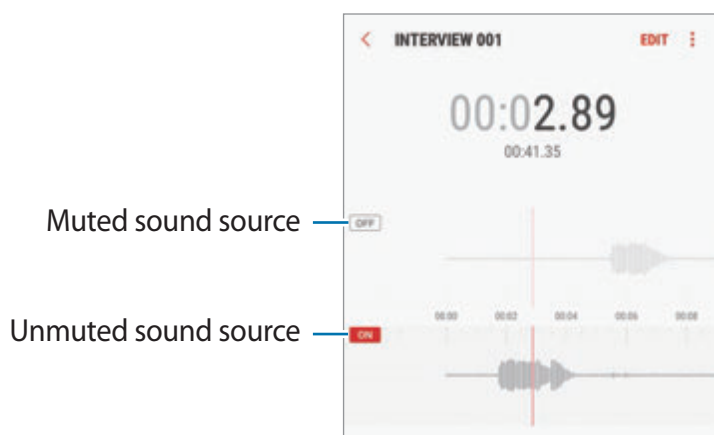 INTERVIEW 001 EDIT
00:02.89
00:41.35
Muted sound source
OFF
00:00 00:02 00:04 00:06 00:08
Unmuted sound source
ON